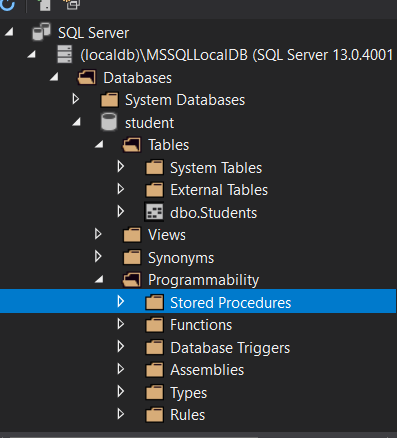 SQL Server
(localdb)\MSSQLLocalDB (SQL Server 13.0.4001
Databases
System Databases
student
Tables
System Tables
External Tables
dbo.Students
Views
Synonyms
Programmability
Stored Procedures
Functions
Database Triggers
Assemblies
Types
Rules